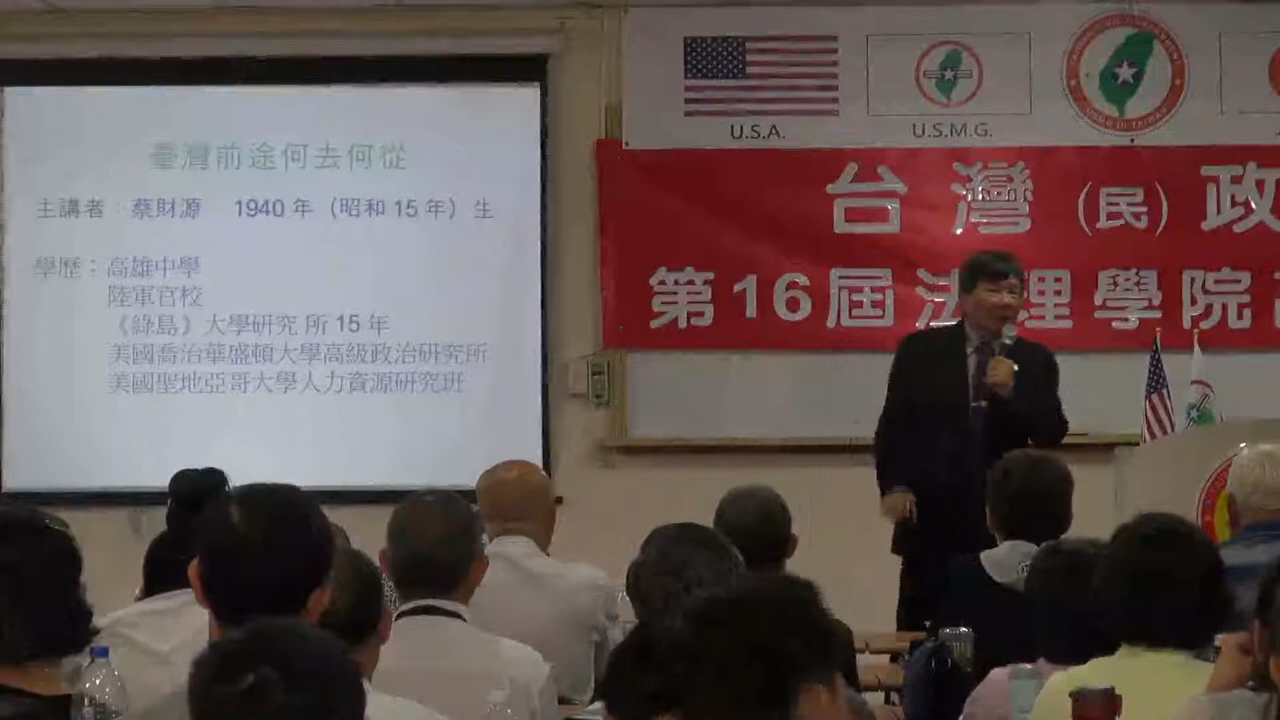 臺灣前途何去何從
主講者：蔡財源 1940 年（昭和 15 年）生
學歷：高雄中學
陸軍官校
《綠島》大學研究 所 15 年
美國喬治華盛頓大學高級政治研究所
美國聖地亞哥大學人力資源研究班
U.S.A.
U.S.M.G.
台灣(民)政
第16屆法理學院